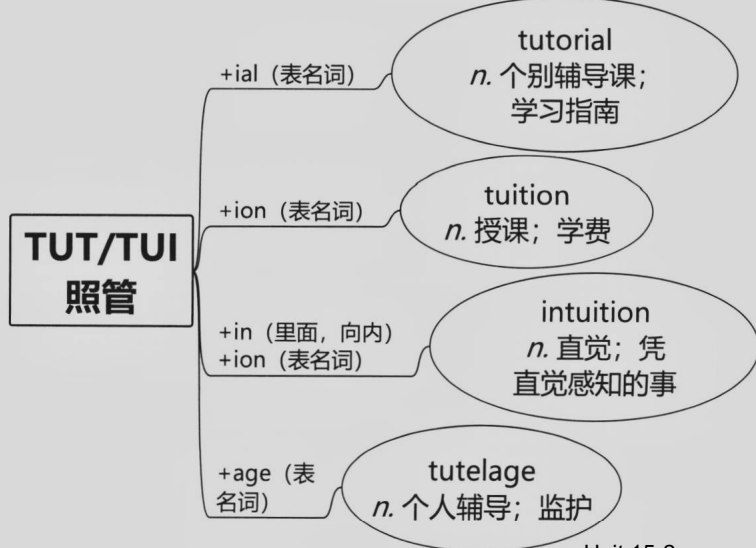 TUT/TUI
照管
+ial（表名词）
tutorial
n. 个别辅导课；
学习指南
+ion（表名词）
tuition
n. 授课；学费
+in（里面，向内）
+ion（表名词）
intuition
n. 直觉；凭
直觉感知的事
+age（表
名词）
tutelage
n. 个人辅导；监护